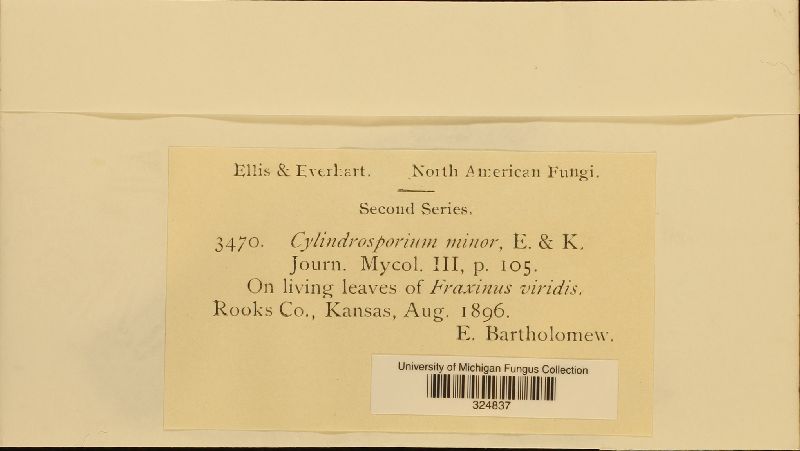 Ellis & Everhart. North American Fungi.
Second Series.
3470. Cylindrosporium minor, E. & K.
Journ. Mycol. III, p. 105.
On living leaves of Fraxinus viridis.
Rooks Co., Kansas, Aug. 1896.
E. Bartholomew.
University of Michigan Fungus Collection
324837